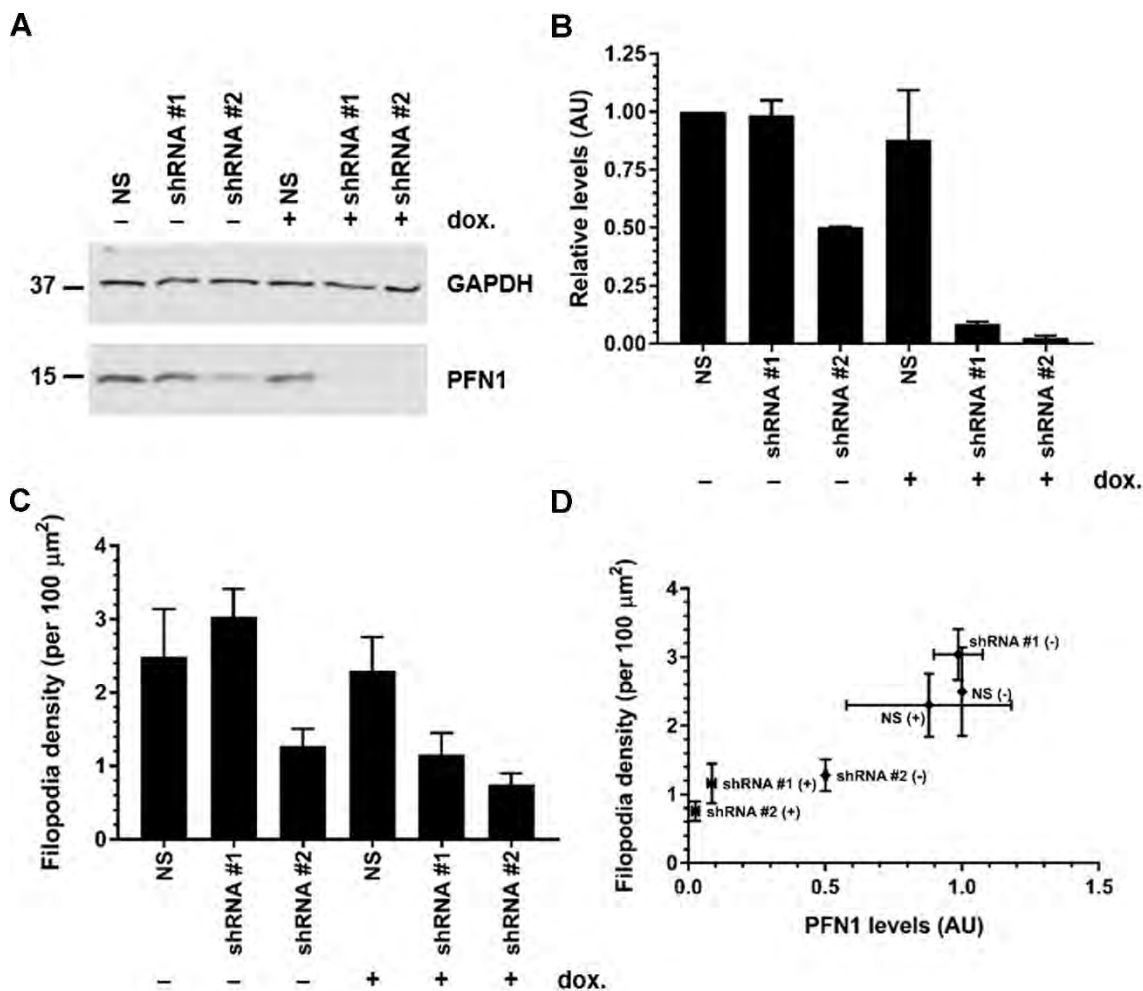 A
– NS
– shRNA #1
– shRNA #2
+ NS
+ shRNA #1
+ shRNA #2
dox.
37
GAPDH
15
PFN1
B
Relative levels (AU)
1.25
1.00
0.75
0.50
0.25
0.00
NS
shRNA #1
shRNA #2
NS
shRNA #1
shRNA #2
– – – + + + dox.
C
Filopodia density (per 100 µm²)
4
3
2
1
0
NS
shRNA #1
shRNA #2
NS
shRNA #1
shRNA #2
– – – + + + dox.
D
Filopodia density (per 100 µm²)
4
3
2
1
0
shRNA #1 (-)
NS (-)
NS (+)
shRNA #2 (-)
shRNA #1 (+)
shRNA #2 (+)
0.0 0.5 1.0 1.5
PFN1 levels (AU)